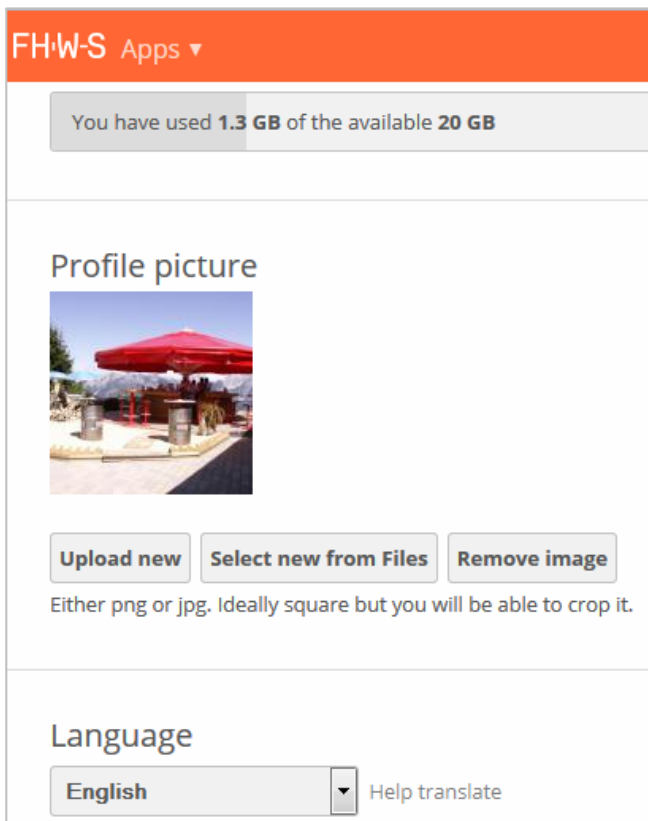 FH·W-S Apps ▾
You have used 1.3 GB of the available 20 GB
Profile picture
Upload new Select new from Files Remove image
Either png or jpg. Ideally square but you will be able to crop it.
Language
English Help translate